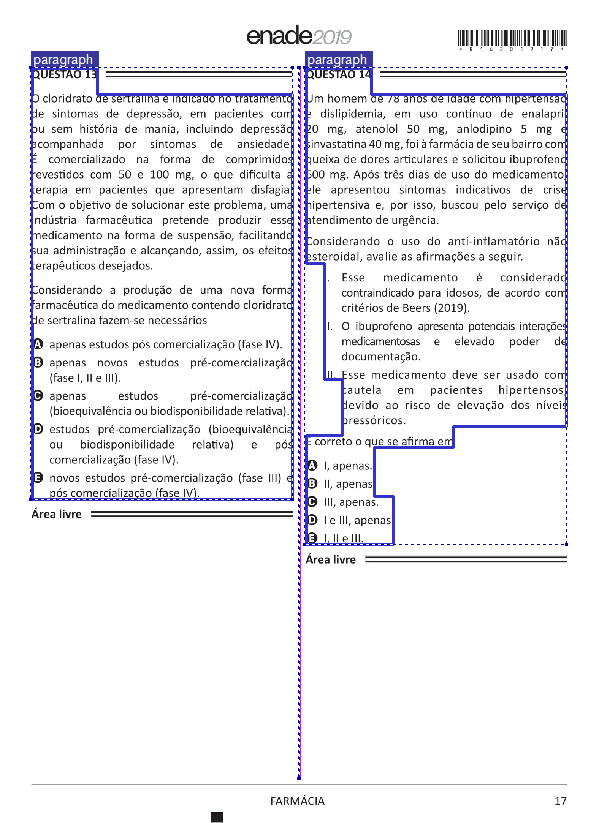 enade2019
paragraph
QUESTÃO 13
O cloridrato de sertralina é indicado no tratamento
de sintomas de depressão, em pacientes com
ou sem história de mania, incluindo depressão
acompanhada por sintomas de ansiedade.
É comercializado na forma de comprimidos
revestidos com 50 e 100 mg, o que dificulta a
terapia em pacientes que apresentam disfagia.
Com o objetivo de solucionar este problema, uma
indústria farmacêutica pretende produzir esse
medicamento na forma de suspensão, facilitando
sua administração e alcançando, assim, os efeitos
terapêuticos desejados.
Considerando a produção de uma nova forma
farmacêutica do medicamento contendo cloridrato
de sertralina fazem-se necessários
A apenas estudos pós comercialização (fase IV).
B apenas novos estudos pré-comercialização
(fase I, II e III).
C apenas estudos pré-comercialização
(bioequivalência ou biodisponibilidade relativa).
D estudos pré-comercialização (bioequivalência
ou biodisponibilidade relativa) e pós
comercialização (fase IV).
E novos estudos pré-comercialização (fase III) e
pós comercialização (fase IV).
Área livre
paragraph
QUESTÃO 14
Um homem de 78 anos de idade com hipertensão
e dislipidemia, em uso contínuo de enalapril
20 mg, atenolol 50 mg, anlodipino 5 mg e
sinvastatina 40 mg, foi à farmácia de seu bairro com
queixa de dores articulares e solicitou ibuprofeno
600 mg. Após três dias de uso do medicamento,
ele apresentou sintomas indicativos de crise
hipertensiva e, por isso, buscou pelo serviço de
atendimento de urgência.
Considerando o uso do anti-inflamatório não
esteroidal, avalie as afirmações a seguir.
I. Esse medicamento é considerado
contraindicado para idosos, de acordo com
critérios de Beers (2019).
II. O ibuprofeno apresenta potenciais interações
medicamentosas e elevado poder de
documentação.
III. Esse medicamento deve ser usado com
cautela em pacientes hipertensos,
devido ao risco de elevação dos níveis
pressóricos.
É correto o que se afirma em
A I, apenas.
B II, apenas.
C III, apenas.
D I e III, apenas.
E I, II e III.
Área livre
FARMÁCIA
17